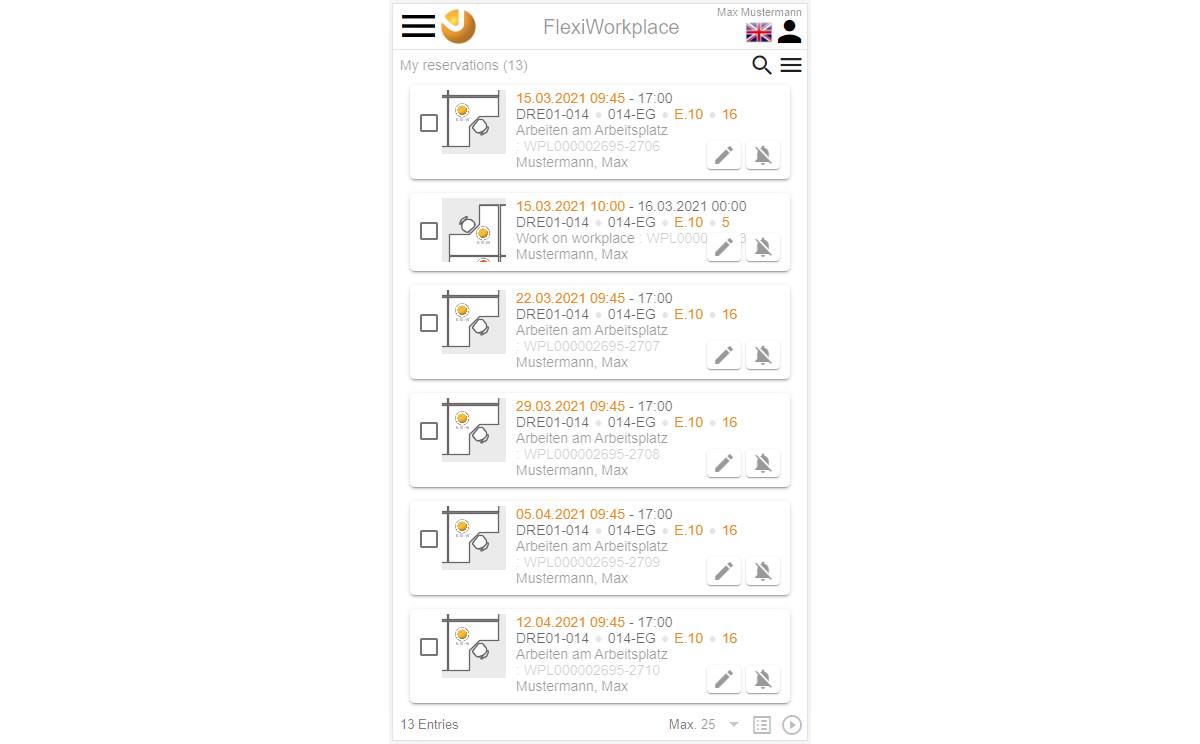 Max Mustermann
FlexiWorkplace
My reservations (13)
15.03.2021 09:45 - 17:00
DRE01-014 • 014-EG • E.10 • 16
Arbeiten am Arbeitsplatz
: WPL000002695-2706
Mustermann, Max
15.03.2021 10:00 - 16.03.2021 00:00
DRE01-014 • 014-EG • E.10 • 5
Work on workplace : WPL0000
Mustermann, Max
22.03.2021 09:45 - 17:00
DRE01-014 • 014-EG • E.10 • 16
Arbeiten am Arbeitsplatz
: WPL000002695-2707
Mustermann, Max
29.03.2021 09:45 - 17:00
DRE01-014 • 014-EG • E.10 • 16
Arbeiten am Arbeitsplatz
: WPL000002695-2708
Mustermann, Max
05.04.2021 09:45 - 17:00
DRE01-014 • 014-EG • E.10 • 16
Arbeiten am Arbeitsplatz
: WPL000002695-2709
Mustermann, Max
12.04.2021 09:45 - 17:00
DRE01-014 • 014-EG • E.10 • 16
Arbeiten am Arbeitsplatz
: WPL000002695-2710
Mustermann, Max
13 Entries
Max. 25